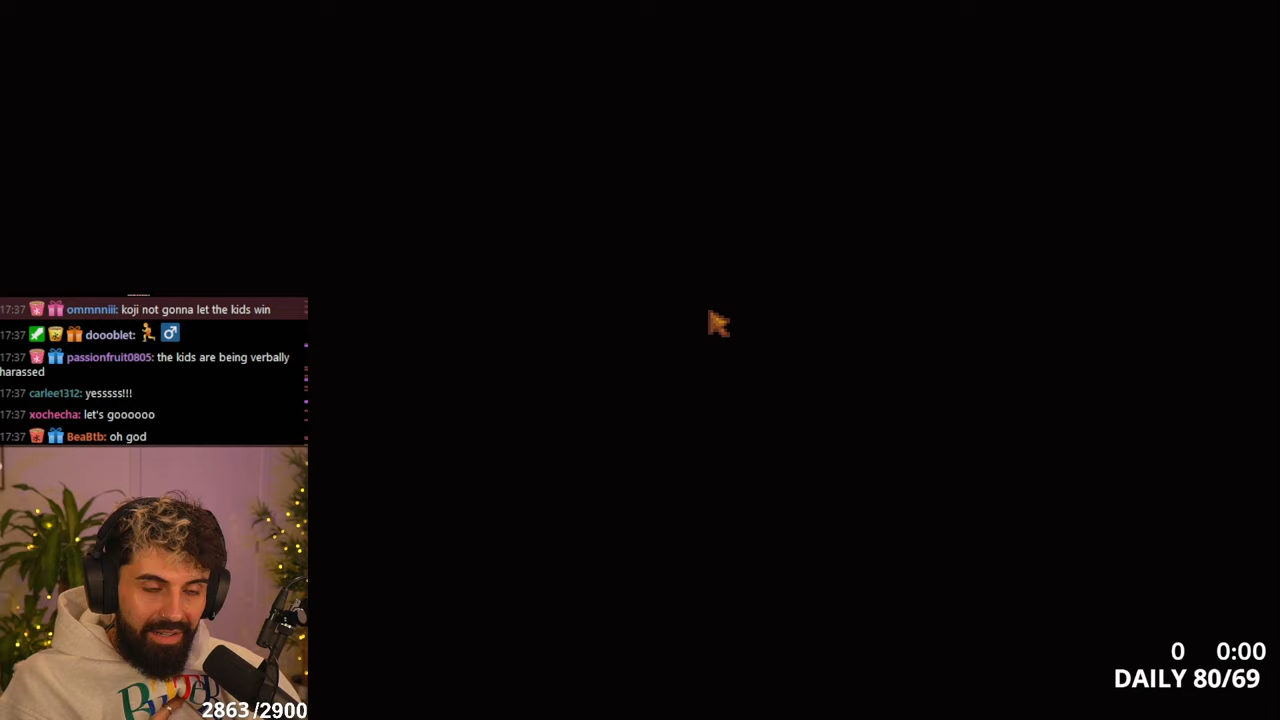 17:37 ommnniii: koji not gonna let the kids win
17:37 doooblet:
17:37 passionfruit0805: the kids are being verbally
harassed
17:37 carlee1312: yesssss!!!
17:37 xochecha: let's goooooo
17:37 BeaBtb: oh god
2863/2900
0 0:00
DAILY 80/69